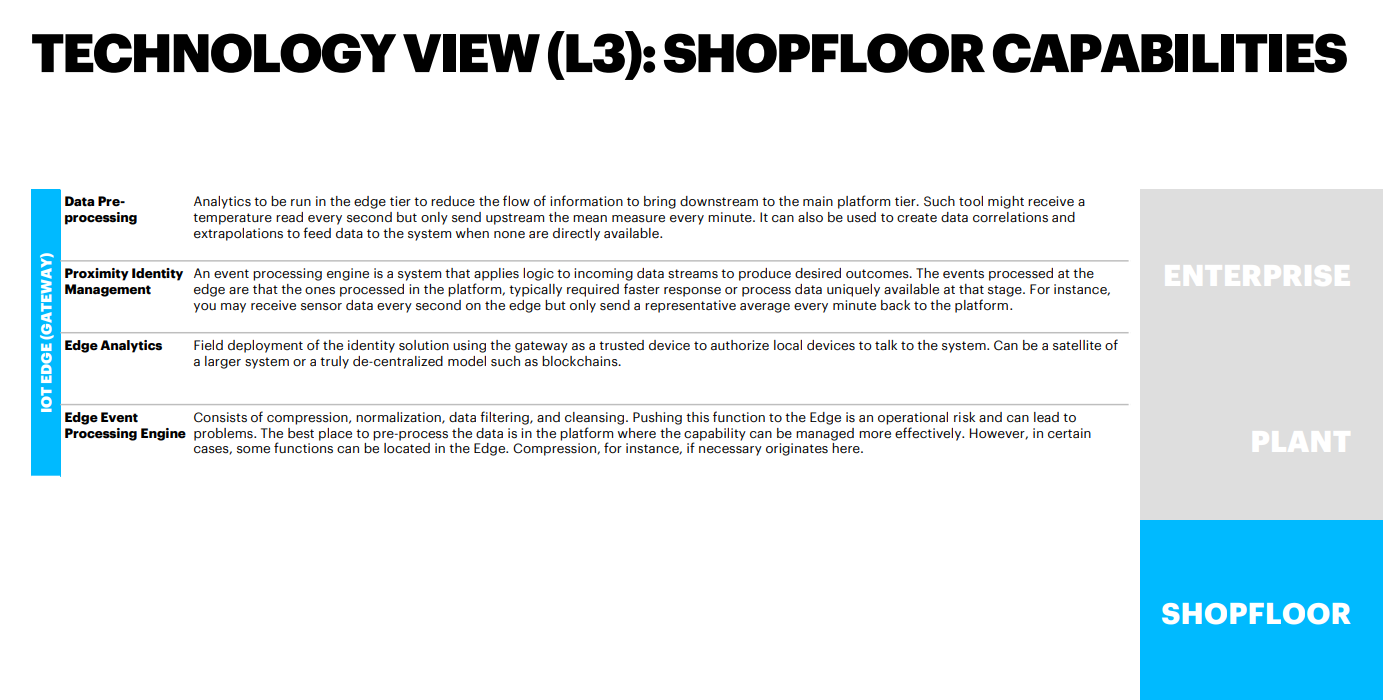 TECHNOLOGY VIEW (L3): SHOPFLOOR CAPABILITIES
IOT EDGE (GATEWAY)
Data Pre-
processing
Analytics to be run in the edge tier to reduce the flow of information to bring downstream to the main platform tier. Such tool might receive a
temperature read every second but only send upstream the mean measure every minute. It can also be used to create data correlations and
extrapolations to feed data to the system when none are directly available.
Proximity Identity
Management
An event processing engine is a system that applies logic to incoming data streams to produce desired outcomes. The events processed at the
edge are that the ones processed in the platform, typically required faster response or process data uniquely available at that stage. For instance,
you may receive sensor data every second on the edge but only send a representative average every minute back to the platform.
Edge Analytics
Field deployment of the identity solution using the gateway as a trusted device to authorize local devices to talk to the system. Can be a satellite of
a larger system or a truly de-centralized model such as blockchains.
Edge Event
Processing Engine
Consists of compression, normalization, data filtering, and cleansing. Pushing this function to the Edge is an operational risk and can lead to
problems. The best place to pre-process the data is in the platform where the capability can be managed more effectively. However, in certain
cases, some functions can be located in the Edge. Compression, for instance, if necessary originates here.
ENTERPRISE
PLANT
SHOPFLOOR